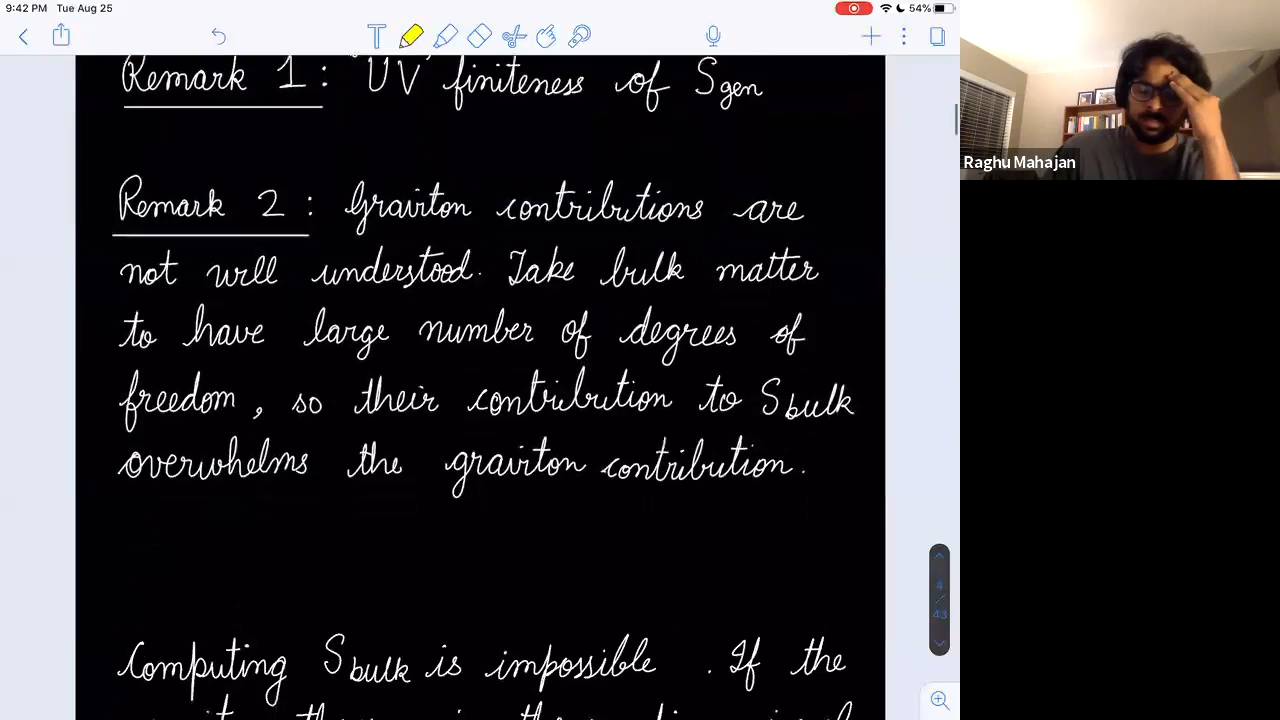 9:42 PM Tue Aug 25
54%
Remark 1 : "UV" finiteness of Sgen
Raghu Mahajan
Remark 2 : Graviton contributions are
not well understood. Take bulk matter
to have large number of degrees of
freedom, so their contribution to Sbulk
overwhelms the graviton contribution.
4
/
43
Computing Sbulk is impossible. If the